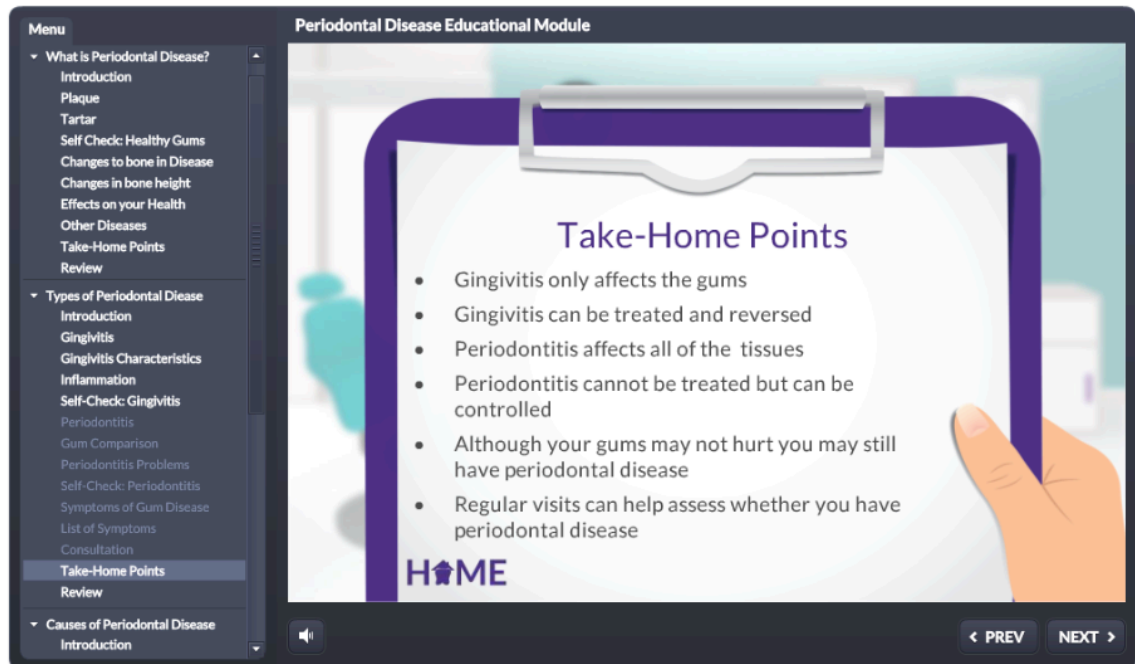 Menu
What is Periodontal Disease?
Introduction
Plaque
Tartar
Self Check: Healthy Gums
Changes to bone in Disease
Changes in bone height
Effects on your Health
Other Diseases
Take-Home Points
Review
Types of Periodontal Diease
Introduction
Gingivitis
Gingivitis Characteristics
Inflammation
Self-Check: Gingivitis
Periodontitis
Gum Comparison
Periodontitis Problems
Self-Check: Periodontitis
Symptoms of Gum Disease
List of Symptoms
Consultation
Take-Home Points
Review
Causes of Periodontal Disease
Introduction
Periodontal Disease Educational Module
Take-Home Points
• Gingivitis only affects the gums
• Gingivitis can be treated and reversed
• Periodontitis affects all of the tissues
• Periodontitis cannot be treated but can be
controlled
• Although your gums may not hurt you may still
have periodontal disease
• Regular visits can help assess whether you have
periodontal disease
HOME
< PREV
NEXT >